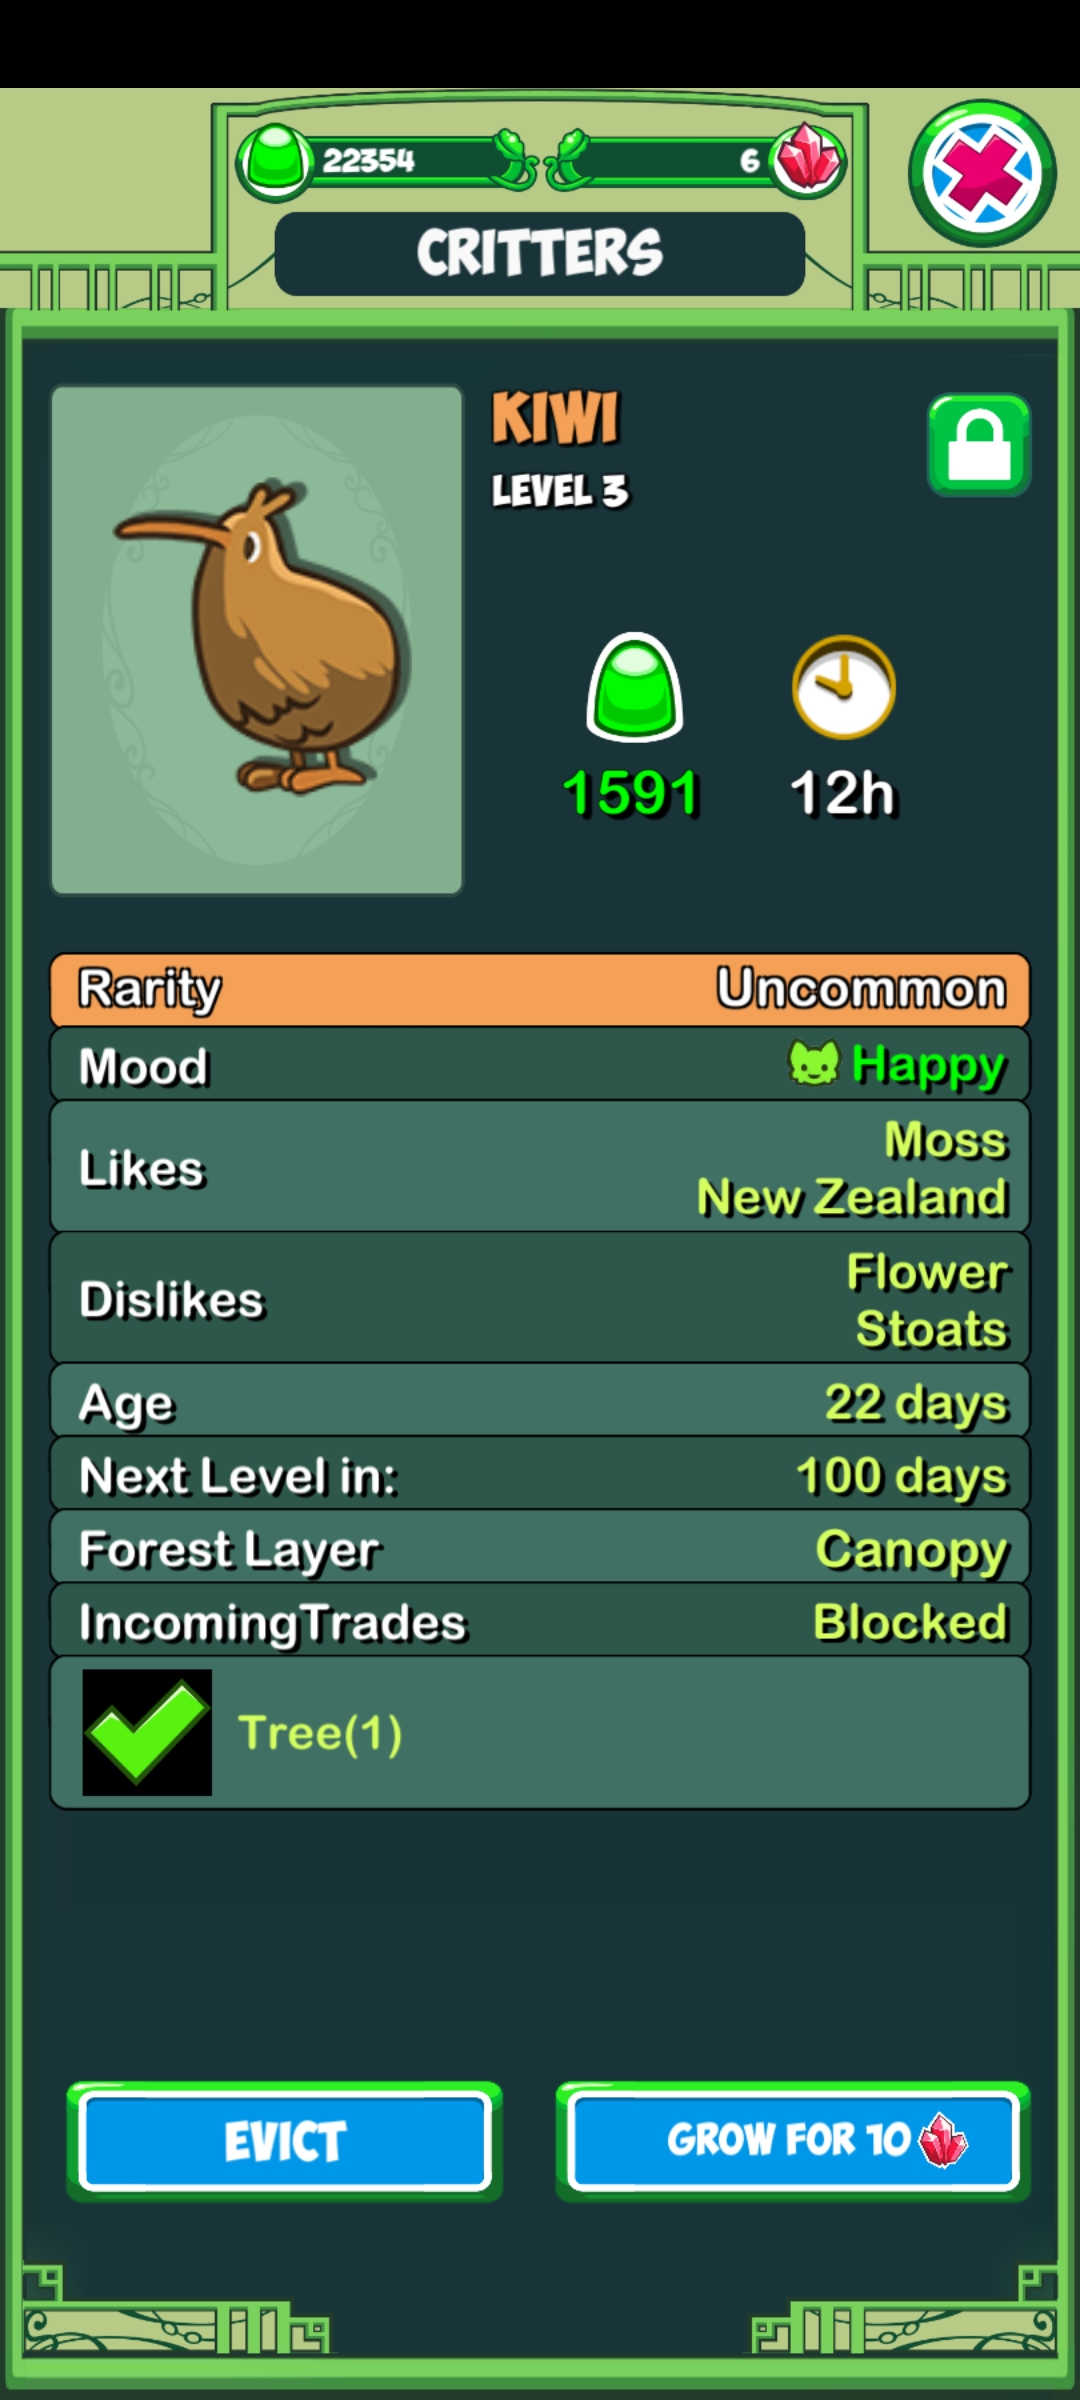 22354
6
CRITTERS
KIWI
LEVEL 3
1591
12h
Rarity Uncommon
Mood Happy
Likes Moss
New Zealand
Dislikes Flower
Stoats
Age 22 days
Next Level in: 100 days
Forest Layer Canopy
IncomingTrades Blocked
Tree(1)
EVICT
GROW FOR 10